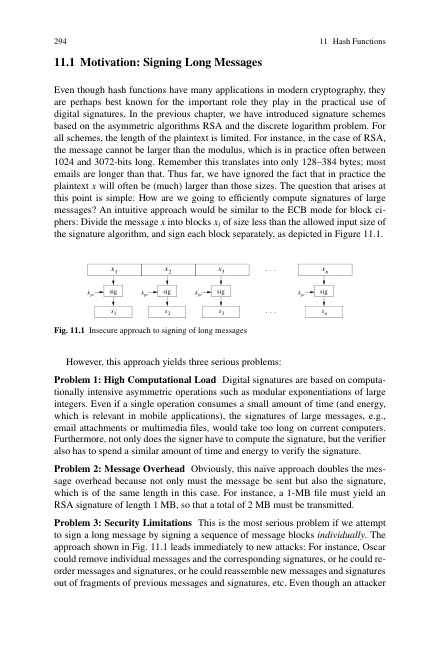 294
11 Hash Functions
11.1 Motivation: Signing Long Messages
Even though hash functions have many applications in modern cryptography, they
are perhaps best known for the important role they play in the practical use of
digital signatures. In the previous chapter, we have introduced signature schemes
based on the asymmetric algorithms RSA and the discrete logarithm problem. For
all schemes, the length of the plaintext is limited. For instance, in the case of RSA,
the message cannot be larger than the modulus, which is in practice often between
1024 and 3072-bits long. Remember this translates into only 128–384 bytes; most
emails are longer than that. Thus far, we have ignored the fact that in practice the
plaintext x will often be (much) larger than those sizes. The question that arises at
this point is simple: How are we going to efficiently compute signatures of large
messages? An intuitive approach would be similar to the ECB mode for block ci-
phers: Divide the message x into blocks xi of size less than the allowed input size of
the signature algorithm, and sign each block separately, as depicted in Figure 11.1.
x1 x2 x3 . . . xn
kpr sig kpr sig kpr sig kpr sig
s1 s2 s3 . . . sn
Fig. 11.1 Insecure approach to signing of long messages
However, this approach yields three serious problems:
Problem 1: High Computational Load Digital signatures are based on computa-
tionally intensive asymmetric operations such as modular exponentiations of large
integers. Even if a single operation consumes a small amount of time (and energy,
which is relevant in mobile applications), the signatures of large messages, e.g.,
email attachments or multimedia files, would take too long on current computers.
Furthermore, not only does the signer have to compute the signature, but the verifier
also has to spend a similar amount of time and energy to verify the signature.
Problem 2: Message Overhead Obviously, this naïve approach doubles the mes-
sage overhead because not only must the message be sent but also the signature,
which is of the same length in this case. For instance, a 1-MB file must yield an
RSA signature of length 1 MB, so that a total of 2 MB must be transmitted.
Problem 3: Security Limitations This is the most serious problem if we attempt
to sign a long message by signing a sequence of message blocks individually. The
approach shown in Fig. 11.1 leads immediately to new attacks: For instance, Oscar
could remove individual messages and the corresponding signatures, or he could re-
order messages and signatures, or he could reassemble new messages and signatures
out of fragments of previous messages and signatures, etc. Even though an attacker